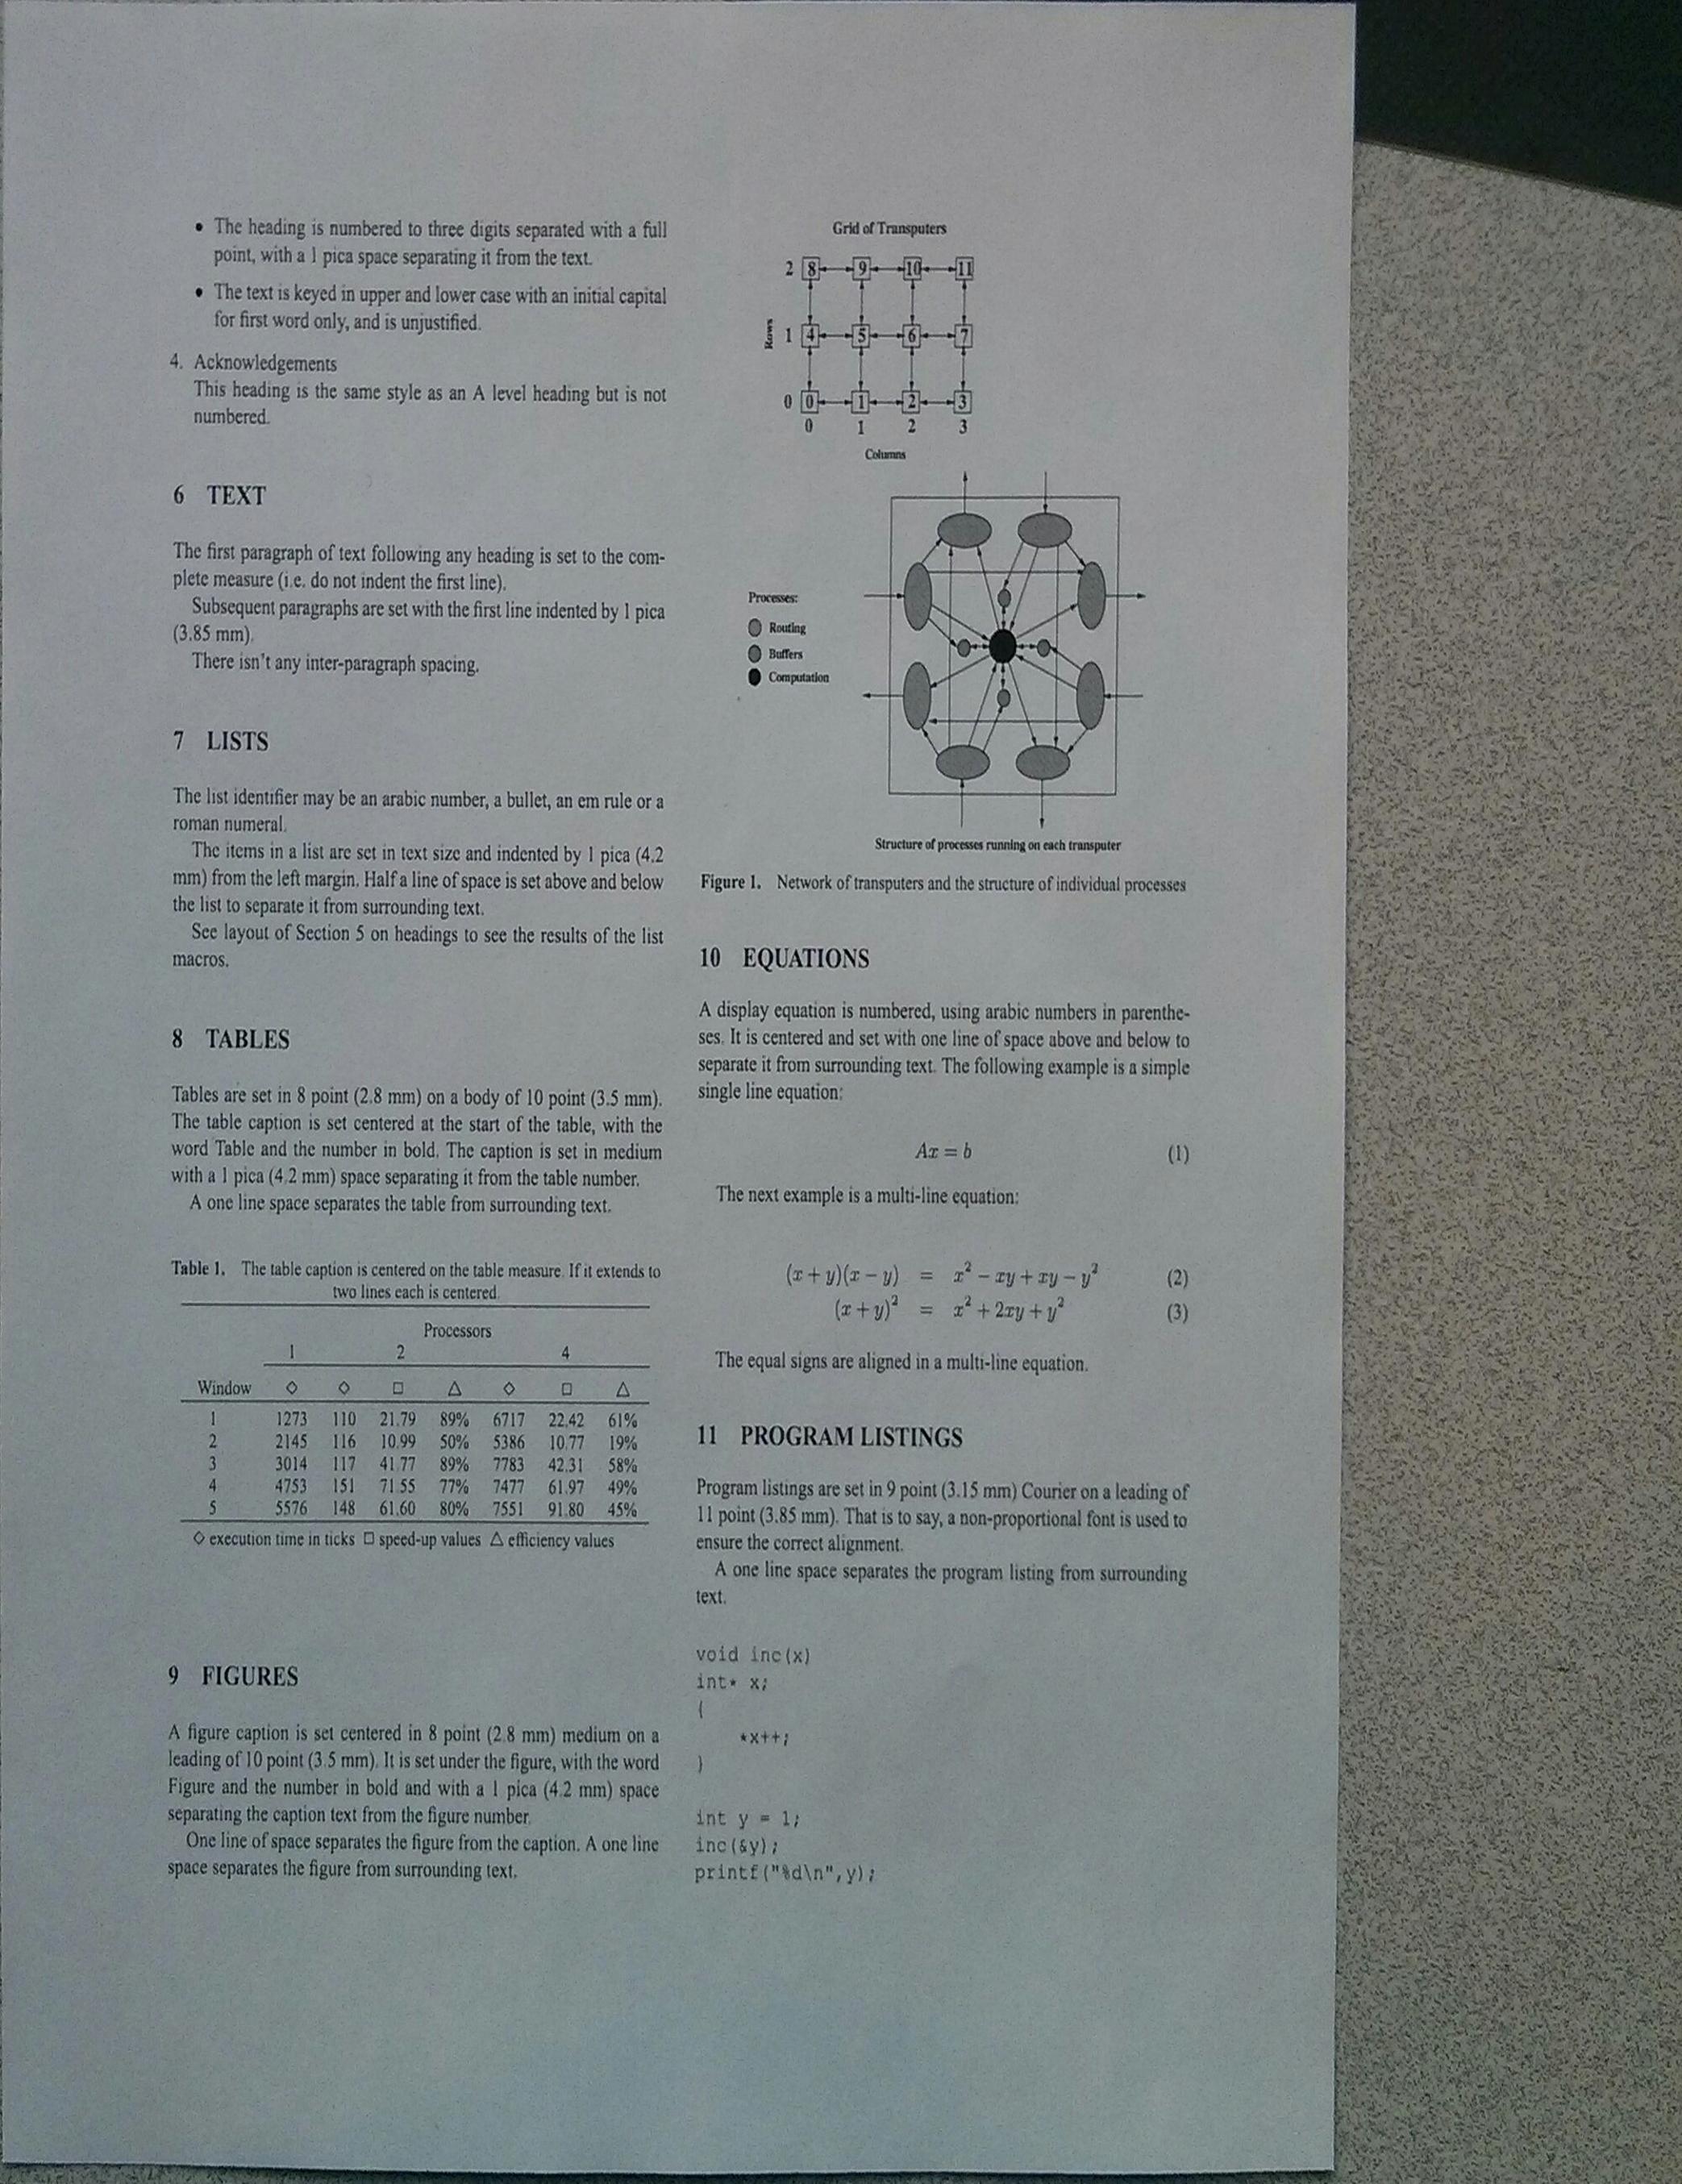 • The heading is numbered to three digits separated with a full
point, with a 1 pica space separating it from the text.
• The text is keyed in upper and lower case with an initial capital
for first word only, and is unjustified.
4. Acknowledgements
This heading is the same style as an A level heading but is not
numbered.
6 TEXT
The first paragraph of text following any heading is set to the com-
plete measure (i.e. do not indent the first line).
Subsequent paragraphs are set with the first line indented by 1 pica
(3.85 mm).
There isn't any inter-paragraph spacing.
7 LISTS
The list identifier may be an arabic number, a bullet, an em rule or a
roman numeral.
The items in a list are set in text size and indented by 1 pica (4.2
mm) from the left margin. Half a line of space is set above and below
the list to separate it from surrounding text.
See layout of Section 5 on headings to see the results of the list
macros.
8 TABLES
Tables are set in 8 point (2.8 mm) on a body of 10 point (3.5 mm).
The table caption is set centered at the start of the table, with the
word Table and the number in bold. The caption is set in medium
with a 1 pica (4.2 mm) space separating it from the table number.
A one line space separates the table from surrounding text.
Table 1. The table caption is centered on the table measure. If it extends to
two lines each is centered.
Processors
1 2 4
Window ◇ ◇ □ △ ◇ □ △
1 1273 110 21.79 89% 6717 22.42 61%
2 2145 116 10.99 50% 5386 10.77 19%
3 3014 117 41.77 89% 7783 42.31 58%
4 4753 151 71.55 77% 7477 61.97 49%
5 5576 148 61.60 80% 7551 91.80 45%
◇ execution time in ticks □ speed-up values △ efficiency values
9 FIGURES
A figure caption is set centered in 8 point (2.8 mm) medium on a
leading of 10 point (3.5 mm). It is set under the figure, with the word
Figure and the number in bold and with a 1 pica (4.2 mm) space
separating the caption text from the figure number.
One line of space separates the figure from the caption. A one line
space separates the figure from surrounding text.
Grid of Transputers
2 8 9 10 11
Rows
1 4 5 6 7
0 0 1 2 3
0 1 2 3
Columns
Processes:
Routing
Buffers
Computation
Structure of processes running on each transputer
Figure 1. Network of transputers and the structure of individual processes
10 EQUATIONS
A display equation is numbered, using arabic numbers in parenthe-
ses. It is centered and set with one line of space above and below to
separate it from surrounding text. The following example is a simple
single line equation:
Ax = b (1)
The next example is a multi-line equation:
(x + y)(x − y) = x² − xy + xy − y² (2)
(x + y)² = x² + 2xy + y² (3)
The equal signs are aligned in a multi-line equation.
11 PROGRAM LISTINGS
Program listings are set in 9 point (3.15 mm) Courier on a leading of
11 point (3.85 mm). That is to say, a non-proportional font is used to
ensure the correct alignment.
A one line space separates the program listing from surrounding
text.
void inc(x)
int* x;
{
*x++;
}
int y = 1;
inc(&y);
printf("%d\n",y);